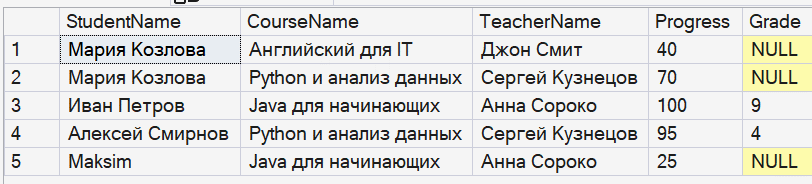 StudentName CourseName TeacherName Progress Grade
1 Мария Козлова Английский для IT Джон Смит 40 NULL
2 Мария Козлова Python и анализ данных Сергей Кузнецов 70 NULL
3 Иван Петров Java для начинающих Анна Сороко 100 9
4 Алексей Смирнов Python и анализ данных Сергей Кузнецов 95 4
5 Maksim Java для начинающих Анна Сороко 25 NULL